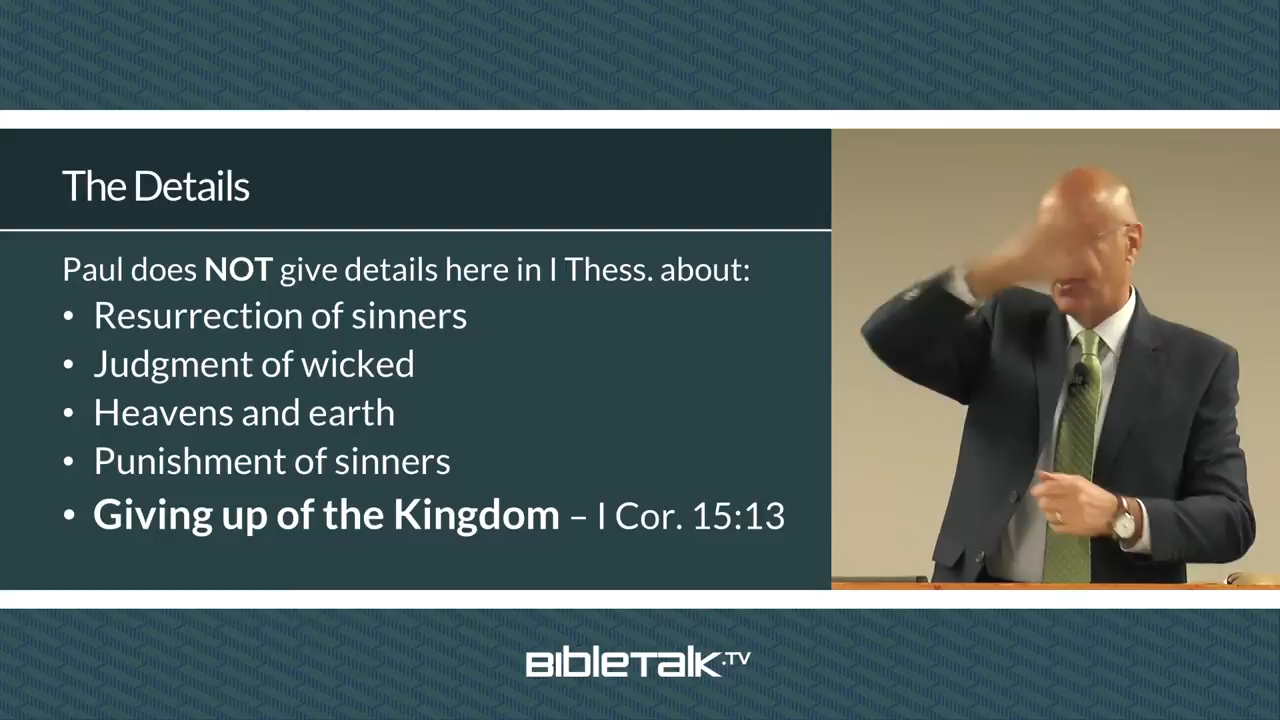 The Details
Paul does NOT give details here in I Thess. about:
• Resurrection of sinners
• Judgment of wicked
• Heavens and earth
• Punishment of sinners
• Giving up of the Kingdom – I Cor. 15:13
BIBLETALK.TV